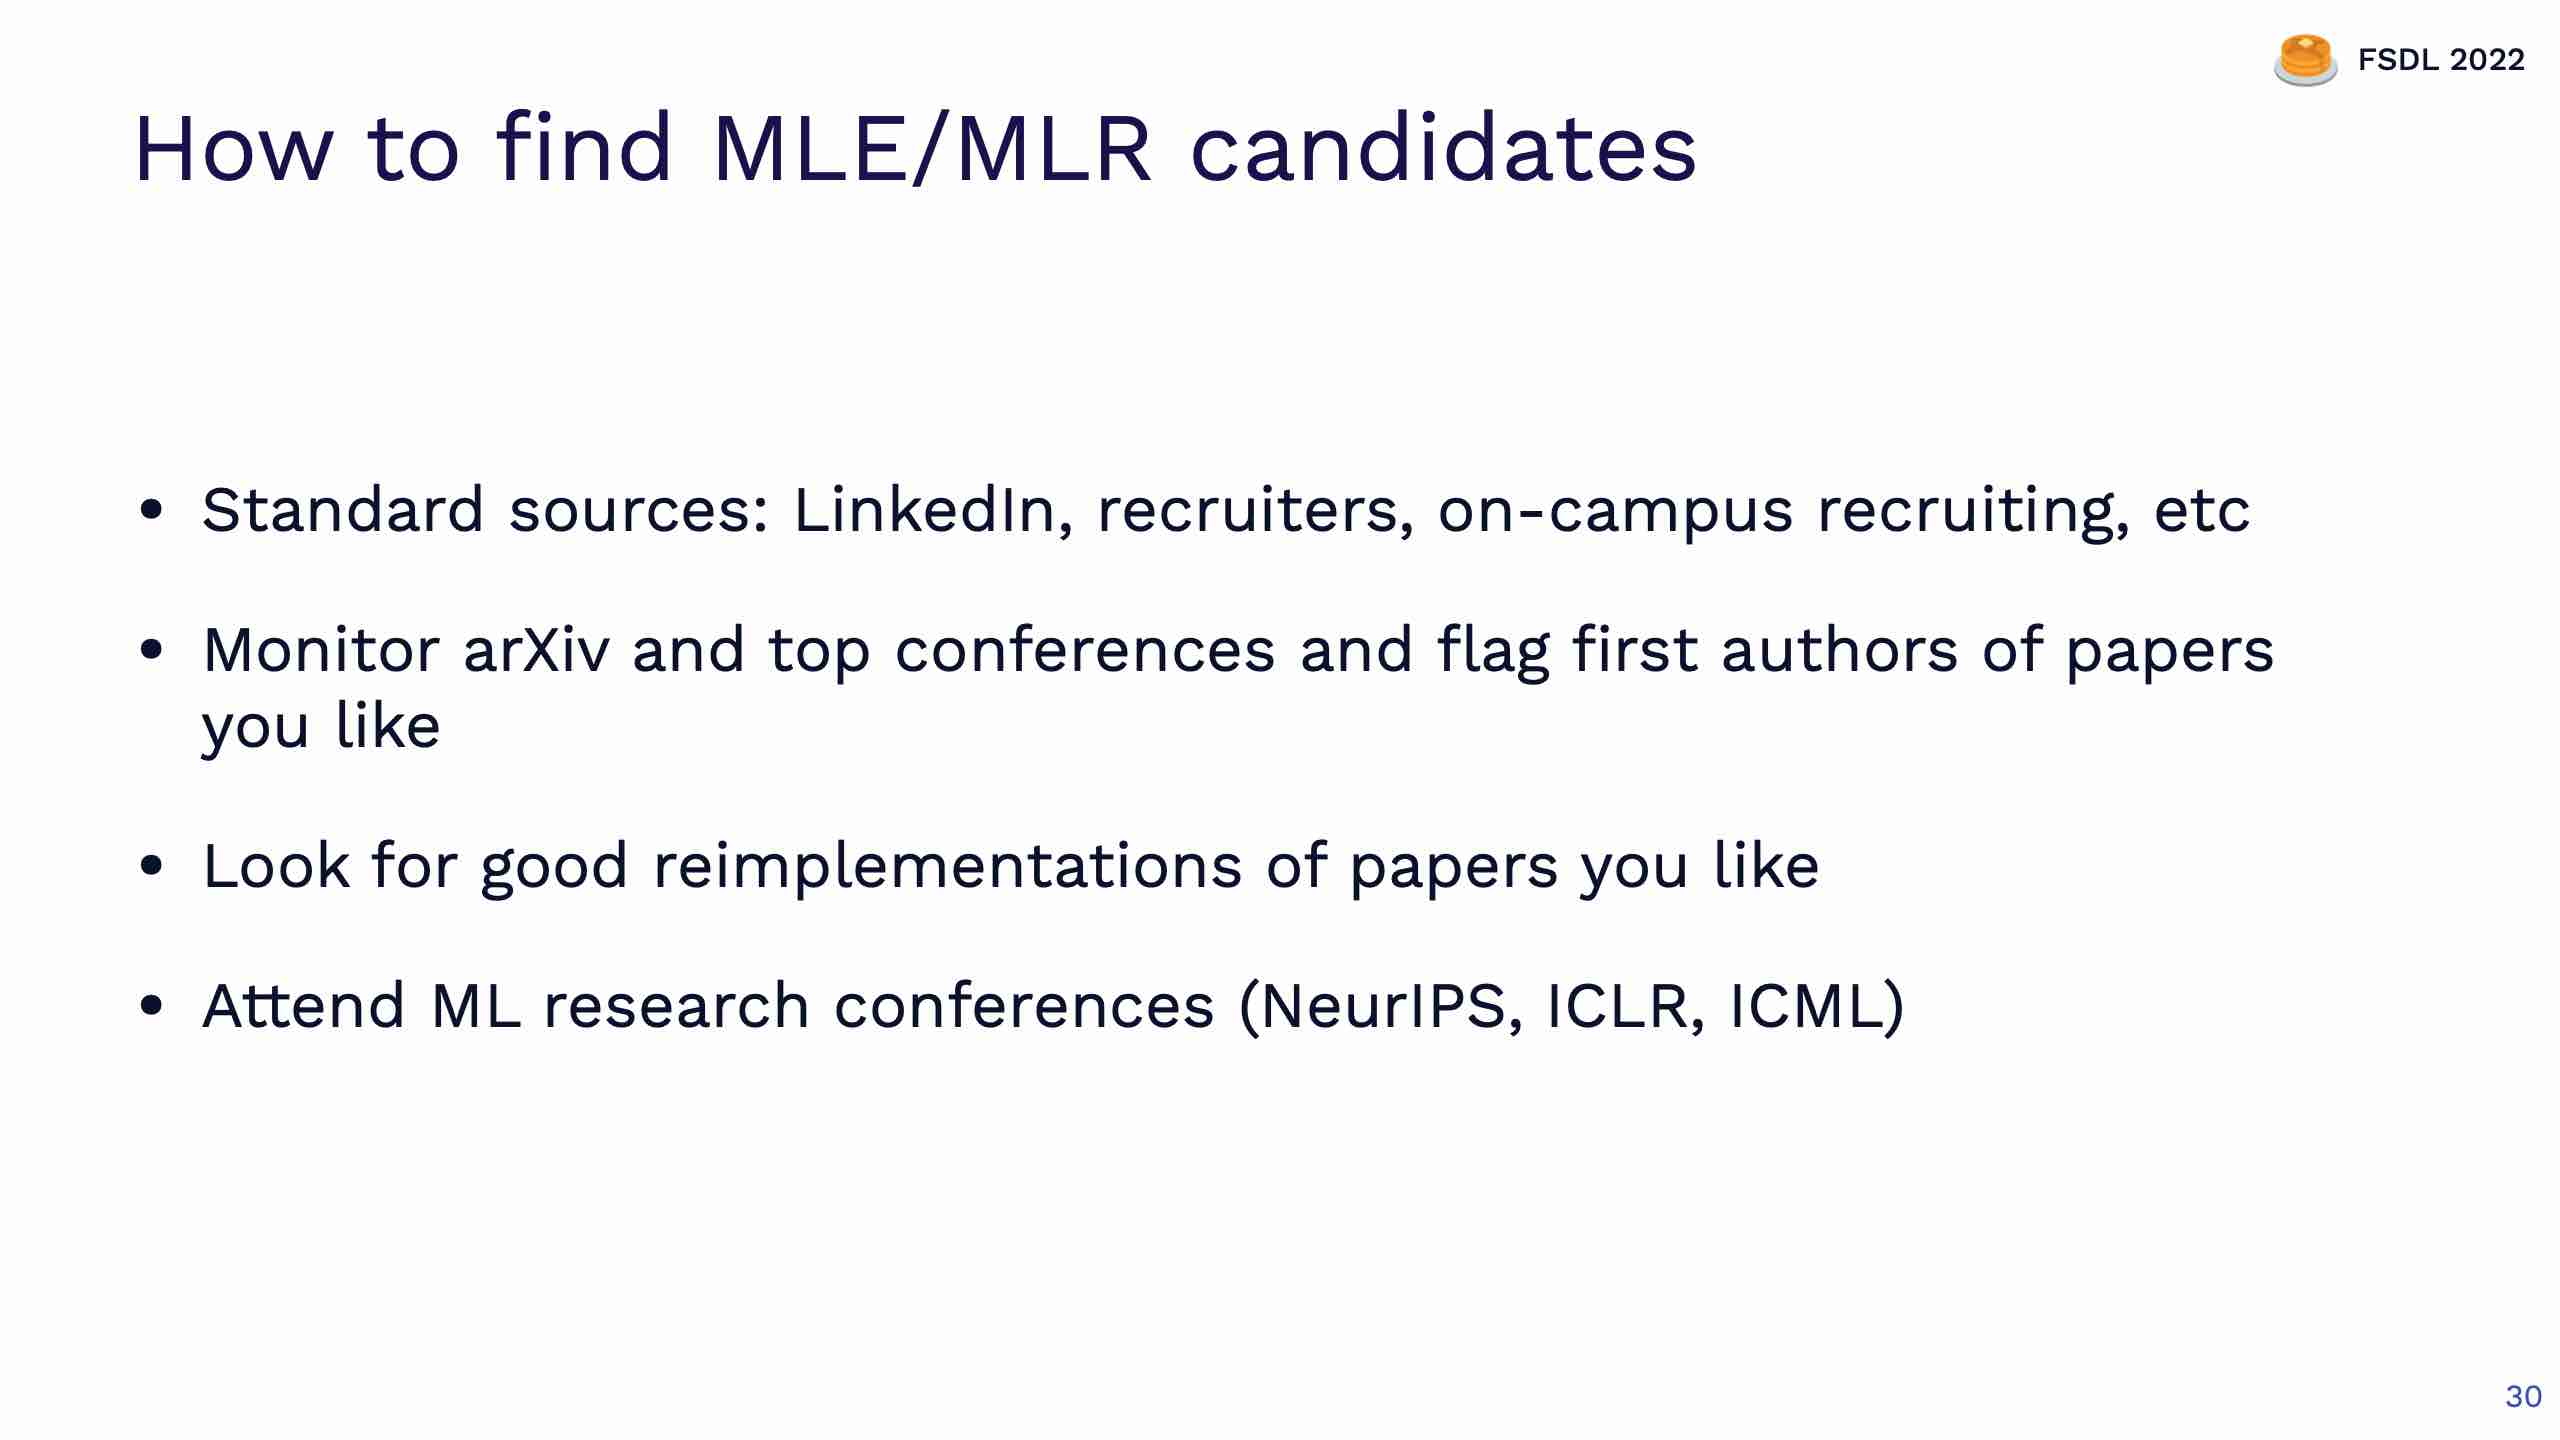 FSDL 2022
How to find MLE/MLR candidates
• Standard sources: LinkedIn, recruiters, on-campus recruiting, etc
• Monitor arXiv and top conferences and flag first authors of papers
you like
• Look for good reimplementations of papers you like
• Attend ML research conferences (NeurIPS, ICLR, ICML)
30